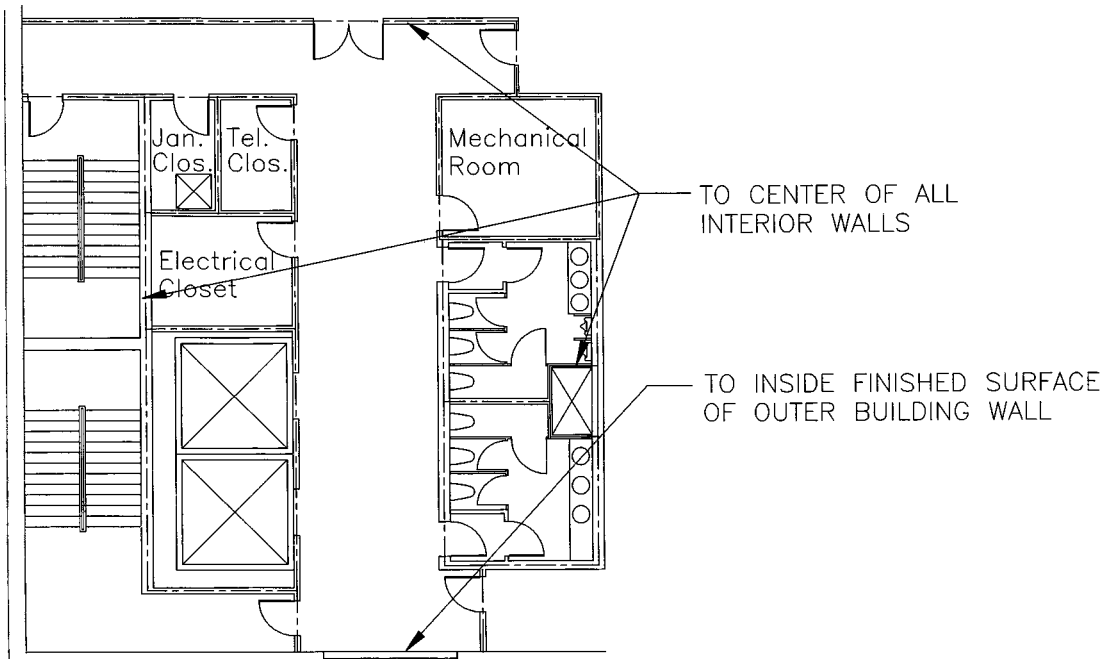 Jan.
Clos.
Tel.
Clos.
Mechanical
Room
TO CENTER OF ALL
INTERIOR WALLS
Electrical
Closet
TO INSIDE FINISHED SURFACE
OF OUTER BUILDING WALL